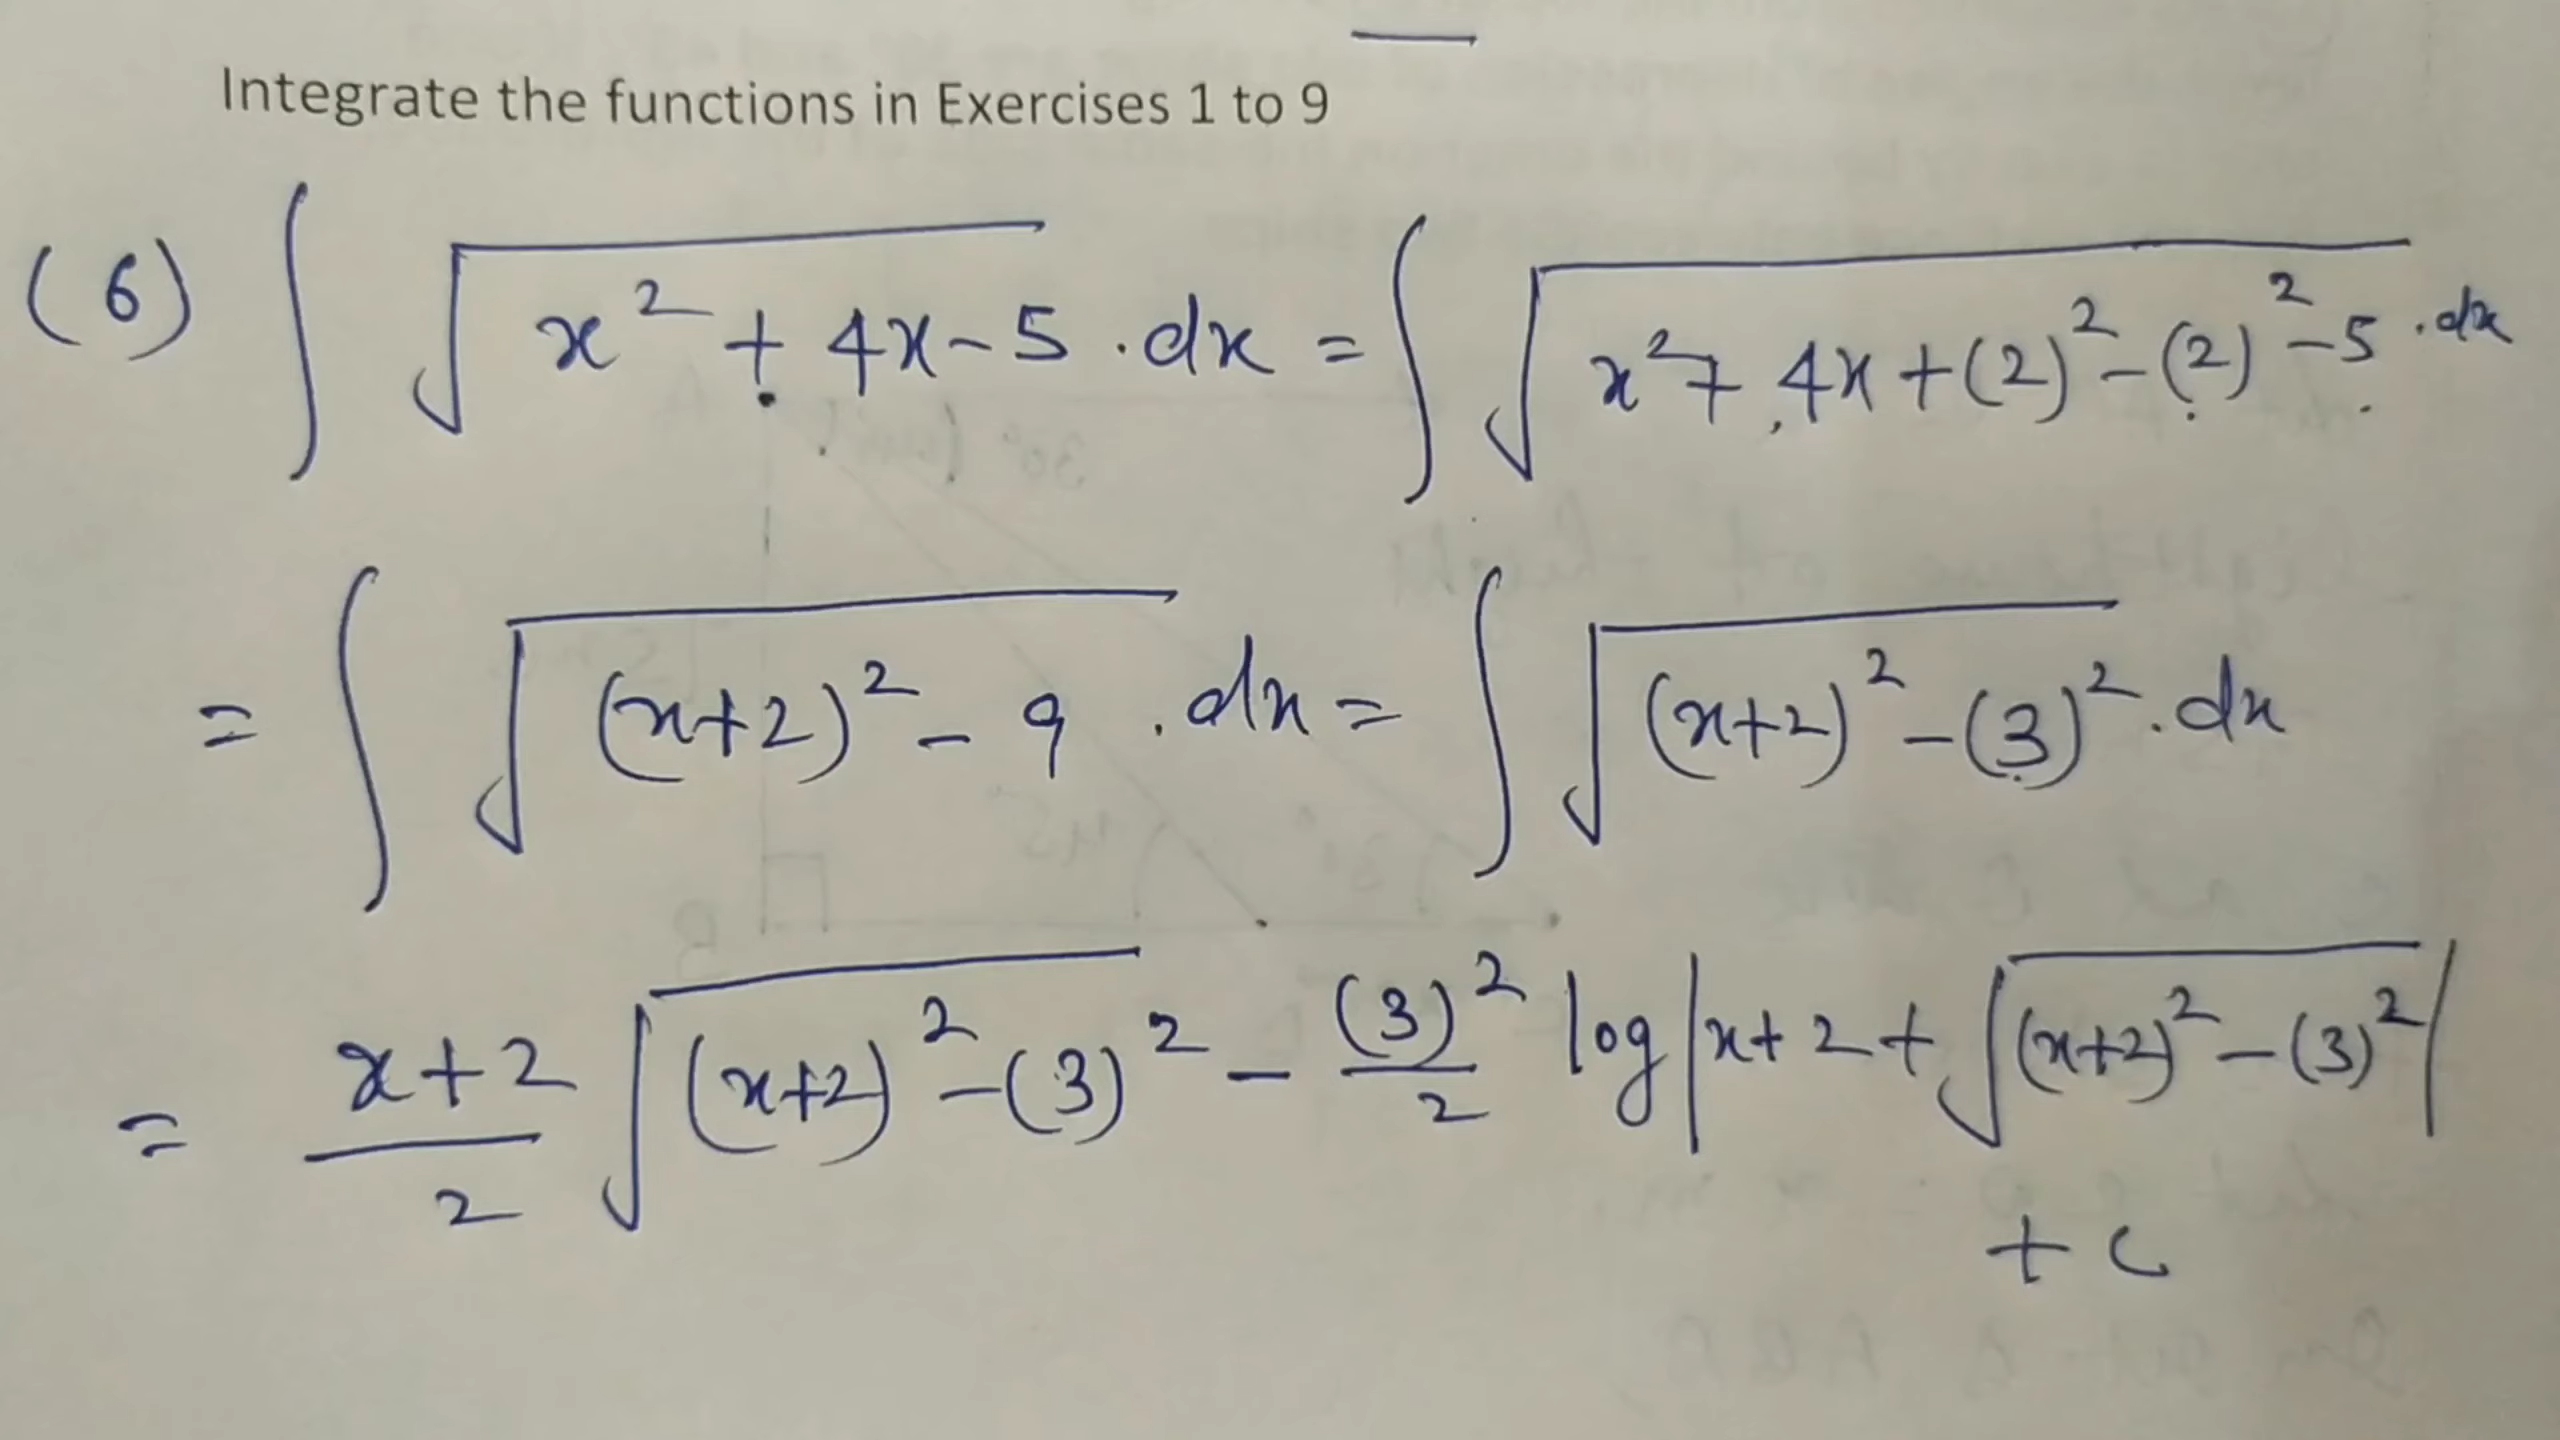 Integrate the functions in Exercises 1 to 9
(6) ∫ √(x² + 4x - 5) . dx = ∫ √(x² + 4x + (2)² - (2)² - 5) . dx
= ∫ √((x+2)² - 9) . dx = ∫ √((x+2)² - (3)²) . dx
= (x+2)/2 √((x+2)² - (3)²) - (3)²/2 log |x + 2 + √((x+2)² - (3)²)|
+ c